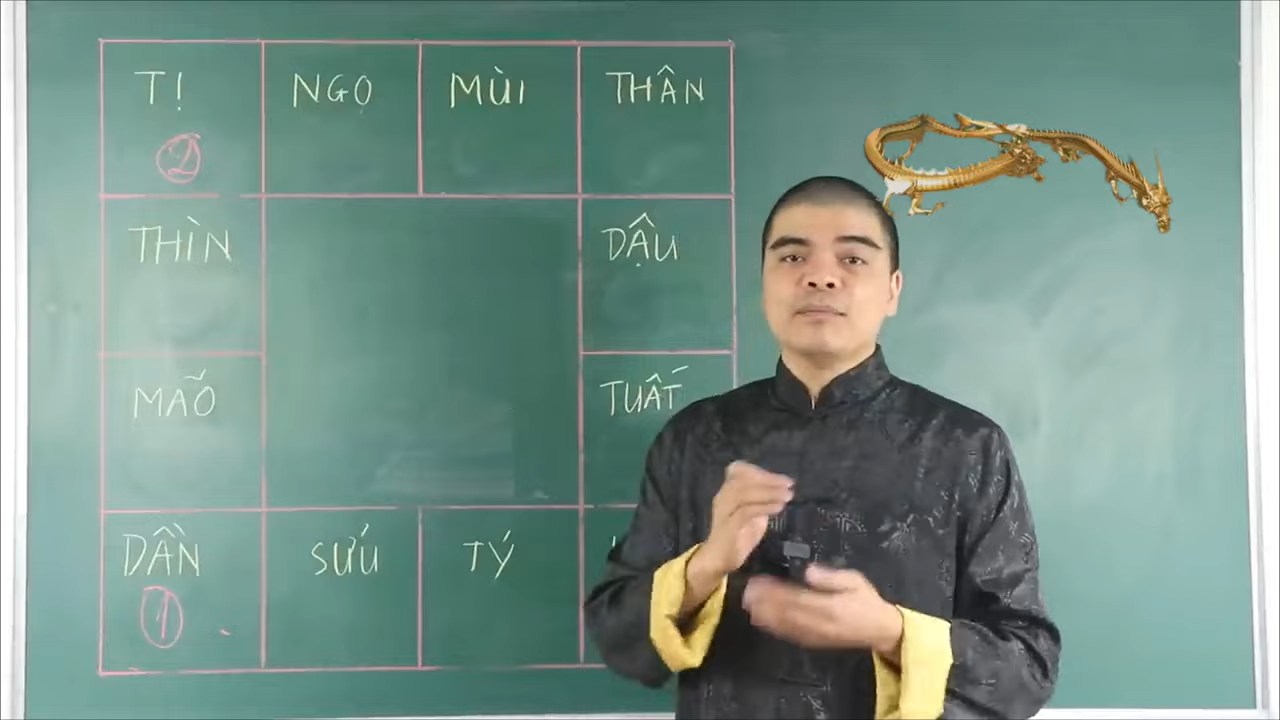 TỊ NGỌ MÙI THÂN
②
THÌN DẬU
MÃO TUẤT
DẦN SỬU TÝ
①